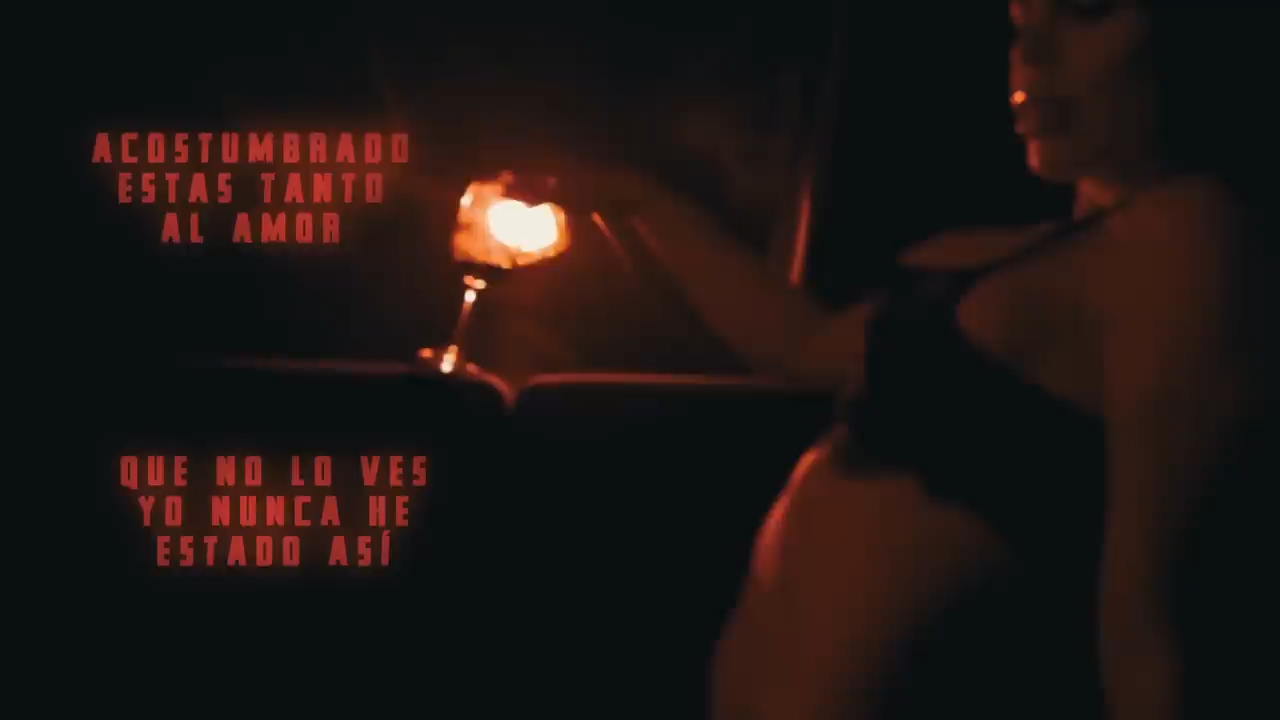 ACOSTUMBRADO
ESTAS TANTO
AL AMOR
QUE NO LO VES
YO NUNCA HE
ESTADO ASÍ